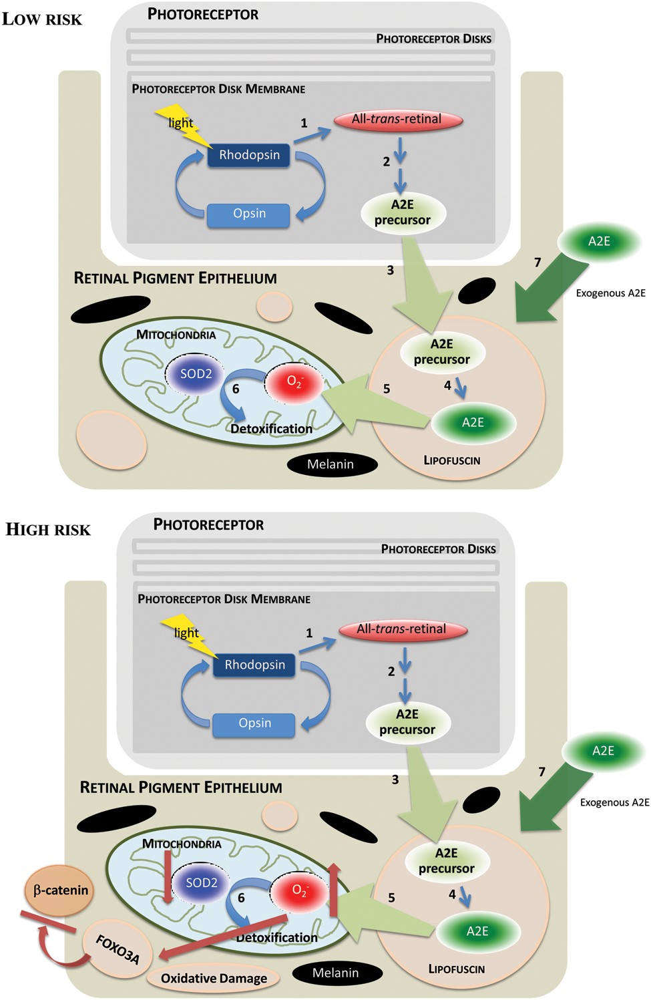 LOW RISK
PHOTORECEPTOR
PHOTORECEPTOR DISKS
PHOTORECEPTOR DISK MEMBRANE
light
1
All-trans-retinal
Rhodopsin
2
Opsin
A2E
precursor
A2E
7
3
Exogenous A2E
RETINAL PIGMENT EPITHELIUM
MITOCHONDRIA
A2E
precursor
SOD2
O2-
6
5
4
Detoxification
A2E
LIPOFUSCIN
Melanin
HIGH RISK
PHOTORECEPTOR
PHOTORECEPTOR DISKS
PHOTORECEPTOR DISK MEMBRANE
light
1
All-trans-retinal
Rhodopsin
2
Opsin
A2E
precursor
A2E
7
3
Exogenous A2E
RETINAL PIGMENT EPITHELIUM
MITOCHONDRIA
A2E
precursor
SOD2
O2-
β-catenin
6
5
4
Detoxification
A2E
FOXO3A
LIPOFUSCIN
Melanin
Oxidative Damage